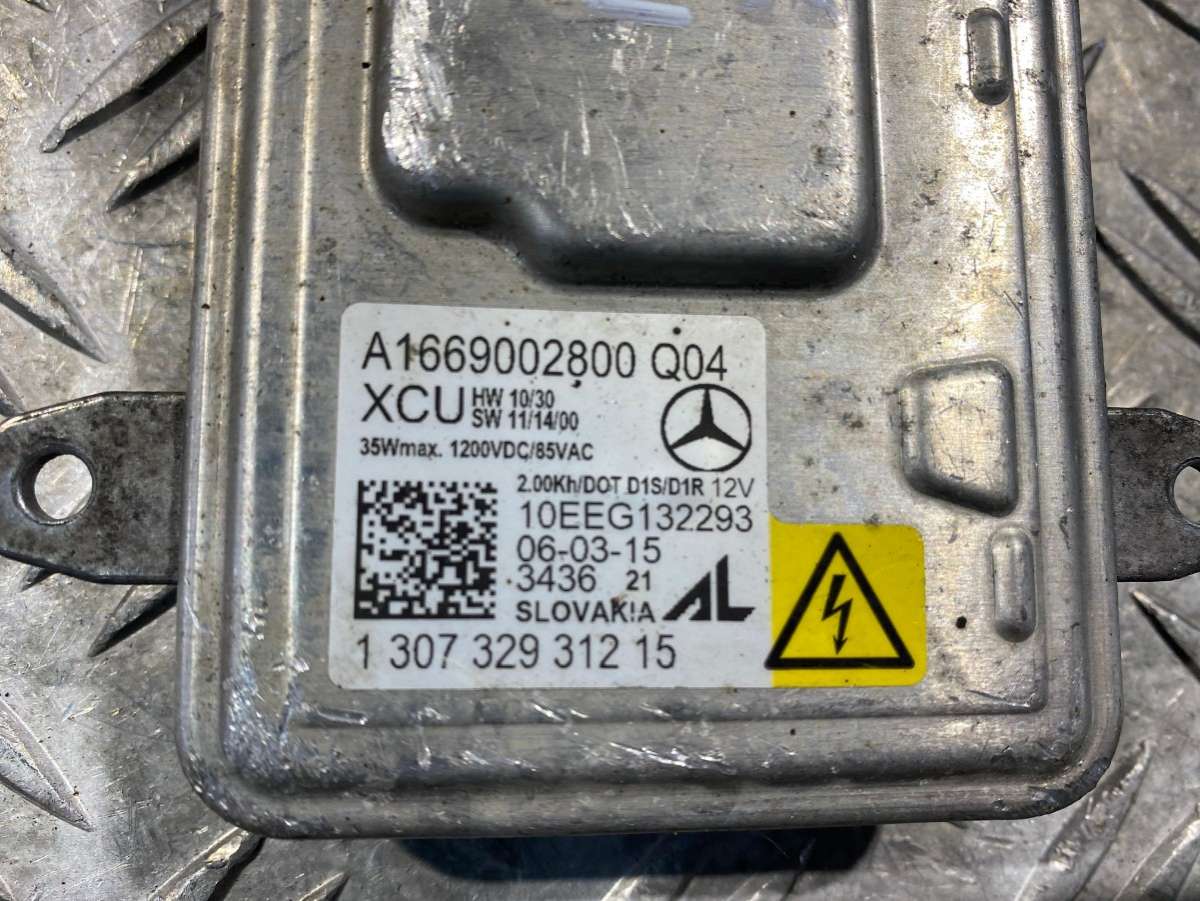 A1669002800 Q04
XCU HW 10/30
SW 11/14/00
35Wmax. 1200VDC/85VAC
2.00Kh/DOT D1S/D1R 12V
10EEG132293
06-03-15
3436 21
SLOVAKIA AL
1 307 329 312 15